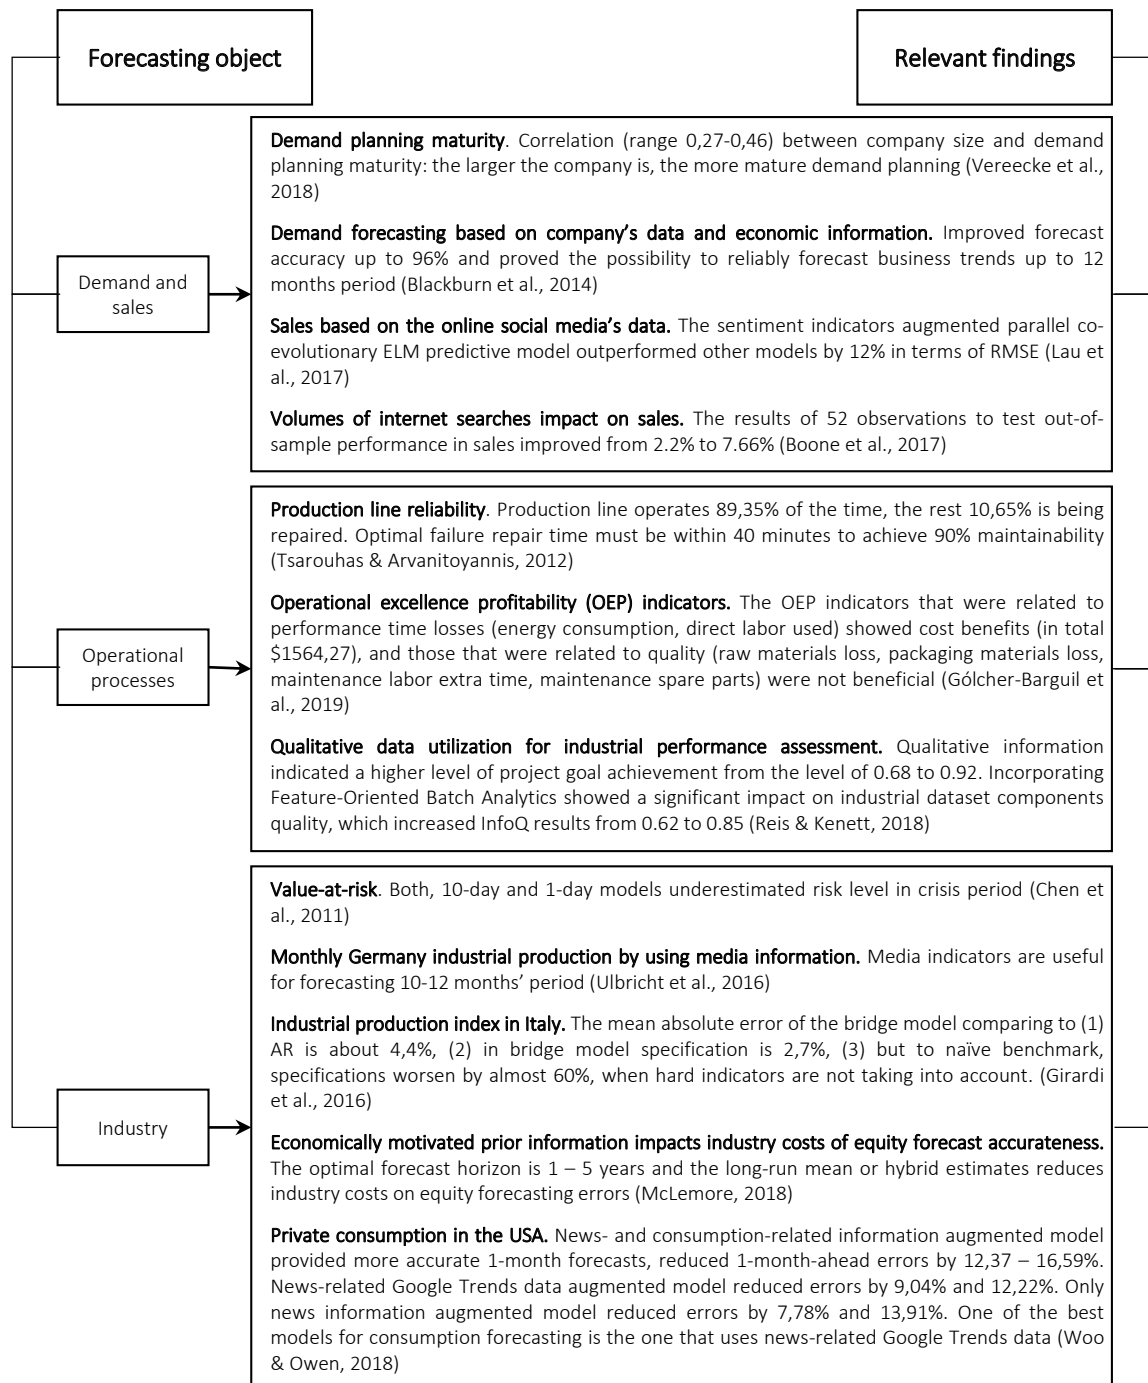 Forecasting object
Relevant findings
Demand planning maturity. Correlation (range 0,27-0,46) between company size and demand
planning maturity: the larger the company is, the more mature demand planning (Vereecke et al.,
2018)
Demand forecasting based on company's data and economic information. Improved forecast
accuracy up to 96% and proved the possibility to reliably forecast business trends up to 12
months period (Blackburn et al., 2014)
Demand and
sales
Sales based on the online social media's data. The sentiment indicators augmented parallel co-
evolutionary ELM predictive model outperformed other models by 12% in terms of RMSE (Lau et
al., 2017)
Volumes of internet searches impact on sales. The results of 52 observations to test out-of-
sample performance in sales improved from 2.2% to 7.66% (Boone et al., 2017)
Production line reliability. Production line operates 89,35% of the time, the rest 10,65% is being
repaired. Optimal failure repair time must be within 40 minutes to achieve 90% maintainability
(Tsarouhas & Arvanitoyannis, 2012)
Operational excellence profitability (OEP) indicators. The OEP indicators that were related to
performance time losses (energy consumption, direct labor used) showed cost benefits (in total
$1564,27), and those that were related to quality (raw materials loss, packaging materials loss,
maintenance labor extra time, maintenance spare parts) were not beneficial (Gólcher-Barguil et
al., 2019)
Operational
processes
Qualitative data utilization for industrial performance assessment. Qualitative information
indicated a higher level of project goal achievement from the level of 0.68 to 0.92. Incorporating
Feature-Oriented Batch Analytics showed a significant impact on industrial dataset components
quality, which increased InfoQ results from 0.62 to 0.85 (Reis & Kenett, 2018)
Value-at-risk. Both, 10-day and 1-day models underestimated risk level in crisis period (Chen et
al., 2011)
Monthly Germany industrial production by using media information. Media indicators are useful
for forecasting 10-12 months' period (Ulbricht et al., 2016)
Industrial production index in Italy. The mean absolute error of the bridge model comparing to (1)
AR is about 4,4%, (2) in bridge model specification is 2,7%, (3) but to naïve benchmark,
specifications worsen by almost 60%, when hard indicators are not taking into account. (Girardi
et al., 2016)
Industry
Economically motivated prior information impacts industry costs of equity forecast accurateness.
The optimal forecast horizon is 1 – 5 years and the long-run mean or hybrid estimates reduces
industry costs on equity forecasting errors (McLemore, 2018)
Private consumption in the USA. News- and consumption-related information augmented model
provided more accurate 1-month forecasts, reduced 1-month-ahead errors by 12,37 – 16,59%.
News-related Google Trends data augmented model reduced errors by 9,04% and 12,22%. Only
news information augmented model reduced errors by 7,78% and 13,91%. One of the best
models for consumption forecasting is the one that uses news-related Google Trends data (Woo
& Owen, 2018)